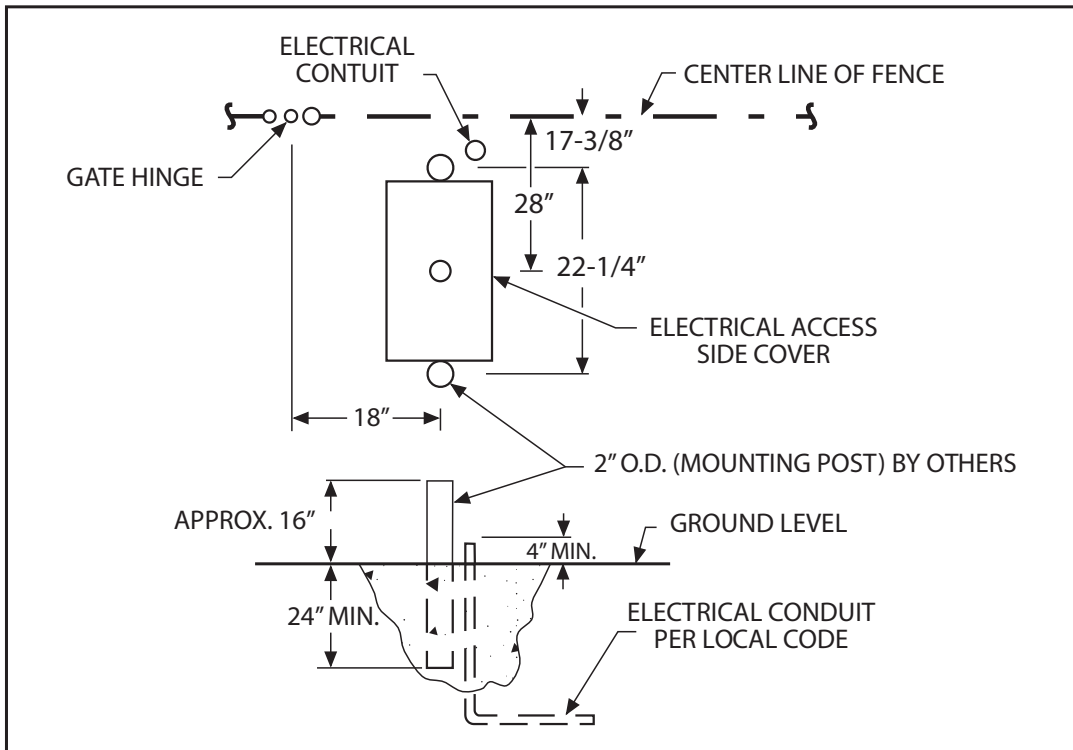 ELECTRICAL
CONTUIT
CENTER LINE OF FENCE
17-3/8”
GATE HINGE
28”
22-1/4”
ELECTRICAL ACCESS
SIDE COVER
18”
2” O.D. (MOUNTING POST) BY OTHERS
APPROX. 16”
GROUND LEVEL
4” MIN.
24” MIN.
ELECTRICAL CONDUIT
PER LOCAL CODE